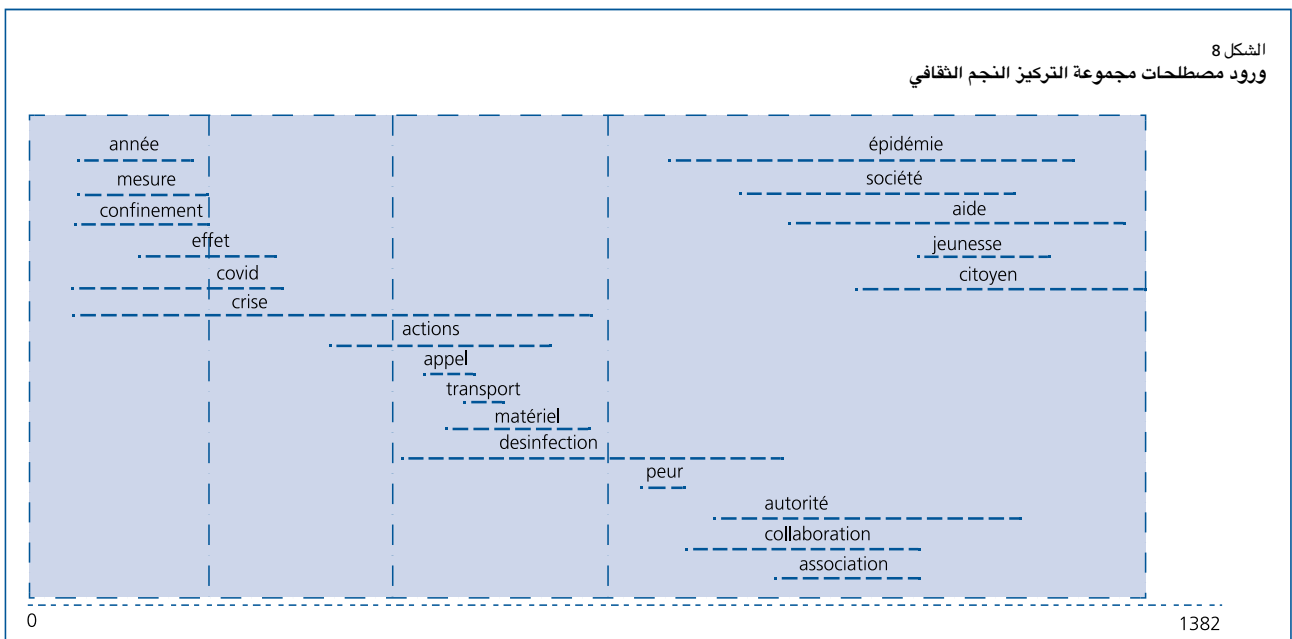 الشكل 8
ورود مصطلحات مجموعة التركيز النجم الثقافي
année
épidémie
mesure
société
confinement
aide
effet
jeunesse
covid
citoyen
crise
actions
appel
transport
matériel
desinfection
peur
autorité
collaboration
association
0
1382